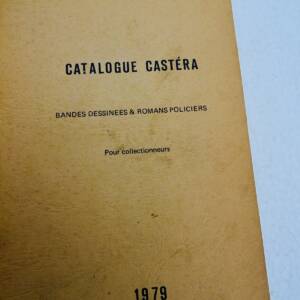 CATALOGUE CASTÉRA
BANDES DESSINEES & ROMANS POLICIERS
Pour collectionneurs
1979